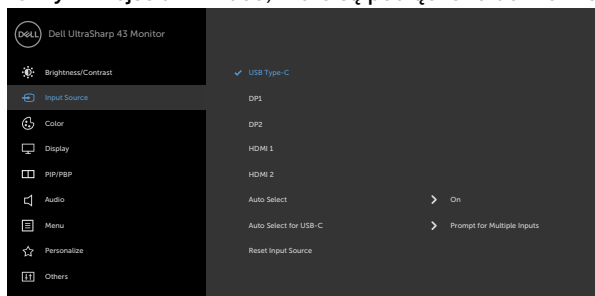 DELL
Dell UltraSharp 43 Monitor
Brightness/Contrast
USB Type-C
Input Source
DP1
Color
DP2
Display
HDMI 1
PIP/PBP
HDMI 2
Audio
Auto Select On
Menu
Auto Select for USB-C Prompt for Multiple Inputs
Personalize
Reset Input Source
Others